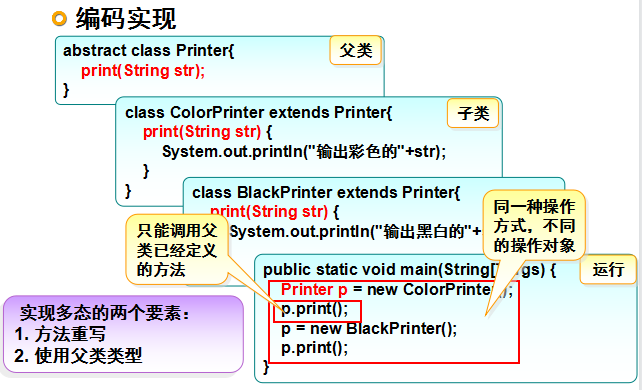 编码实现
abstract class Printer{
print(String str);
}
父类
class ColorPrinter extends Printer{
print(String str) {
System.out.println("输出彩色的"+str);
}
}
子类
class BlackPrinter extends Printer{
print(String str) {
System.out.println("输出黑白的"+
只能调用父
类已经定义
的方法
同一种操作
方式，不同
的操作对象
public static void main(String[] args) {
Printer p = new ColorPrinter();
p.print();
p = new BlackPrinter();
p.print();
}
运行
实现多态的两个要素：
1. 方法重写
2. 使用父类类型